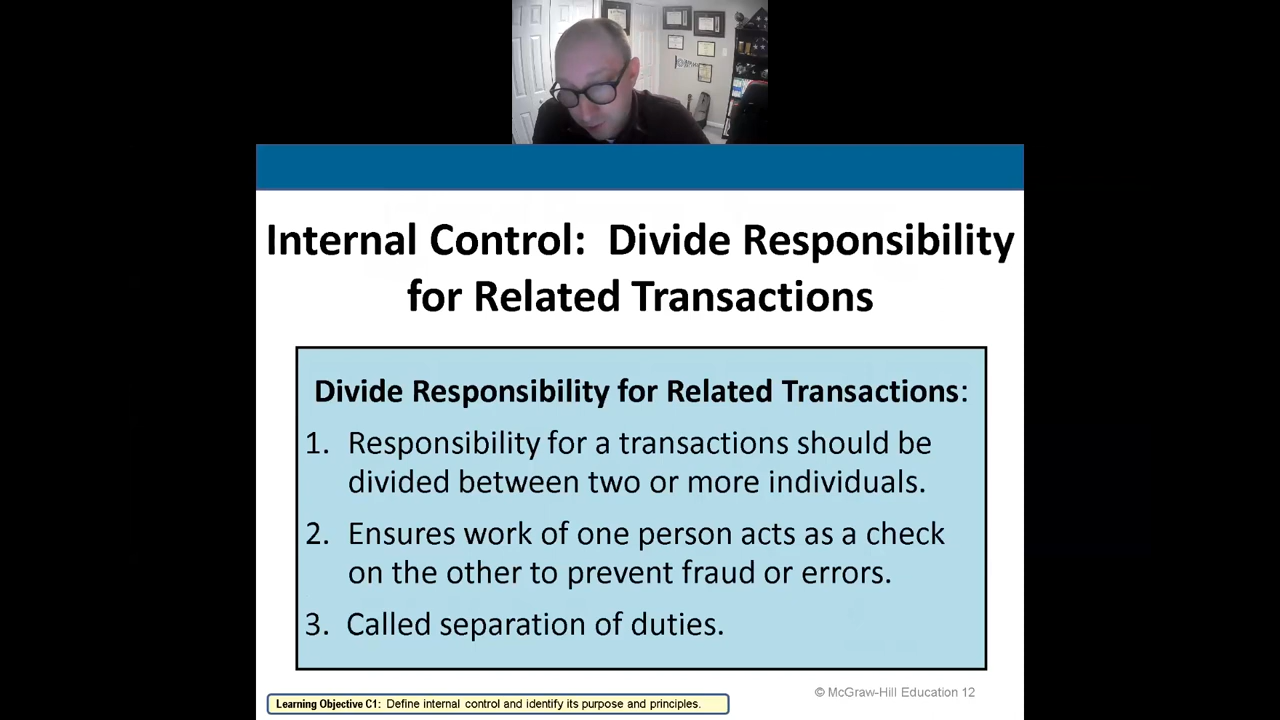 Internal Control: Divide Responsibility
for Related Transactions
Divide Responsibility for Related Transactions:
1. Responsibility for a transactions should be
divided between two or more individuals.
2. Ensures work of one person acts as a check
on the other to prevent fraud or errors.
3. Called separation of duties.
© McGraw-Hill Education 12
Learning Objective C1: Define internal control and identify its purpose and principles.